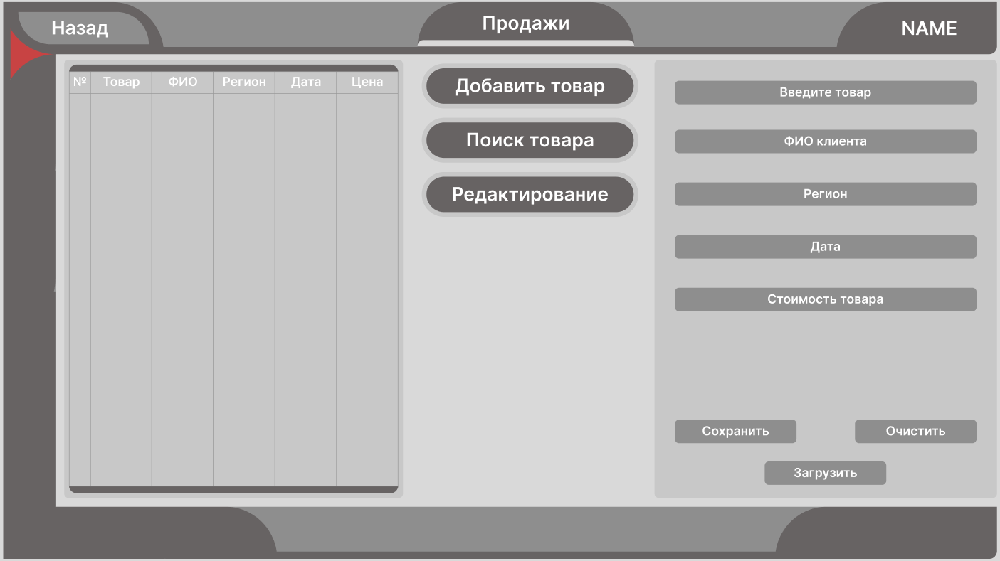 Назад
Продажи
NAME
№ Товар ФИО Регион Дата Цена
Добавить товар
Поиск товара
Редактирование
Введите товар
ФИО клиента
Регион
Дата
Стоимость товара
Сохранить
Очистить
Загрузить